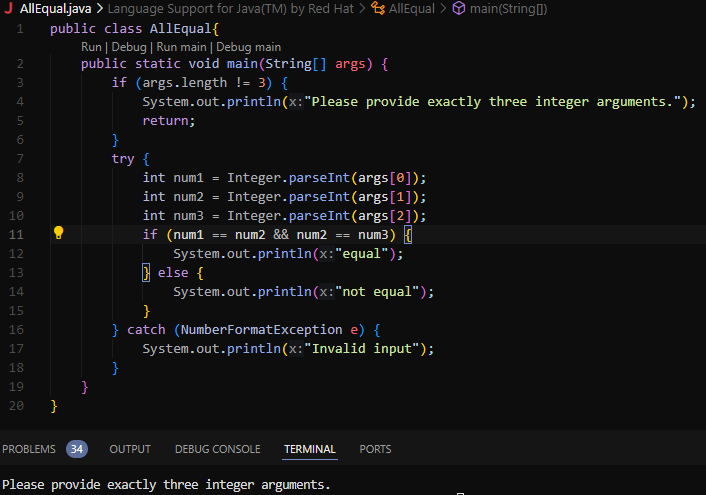 J AllEqual.java > Language Support for Java(TM) by Red Hat > AllEqual > main(String[])
1 public class AllEqual{
Run | Debug | Run main | Debug main
2 public static void main(String[] args) {
3 if (args.length != 3) {
4 System.out.println(x:"Please provide exactly three integer arguments.");
5 return;
6 }
7 try {
8 int num1 = Integer.parseInt(args[0]);
9 int num2 = Integer.parseInt(args[1]);
10 int num3 = Integer.parseInt(args[2]);
11 if (num1 == num2 && num2 == num3) {
12 System.out.println(x:"equal");
13 } else {
14 System.out.println(x:"not equal");
15 }
16 } catch (NumberFormatException e) {
17 System.out.println(x:"Invalid input");
18 }
19 }
20 }
PROBLEMS 34 OUTPUT DEBUG CONSOLE TERMINAL PORTS
Please provide exactly three integer arguments.